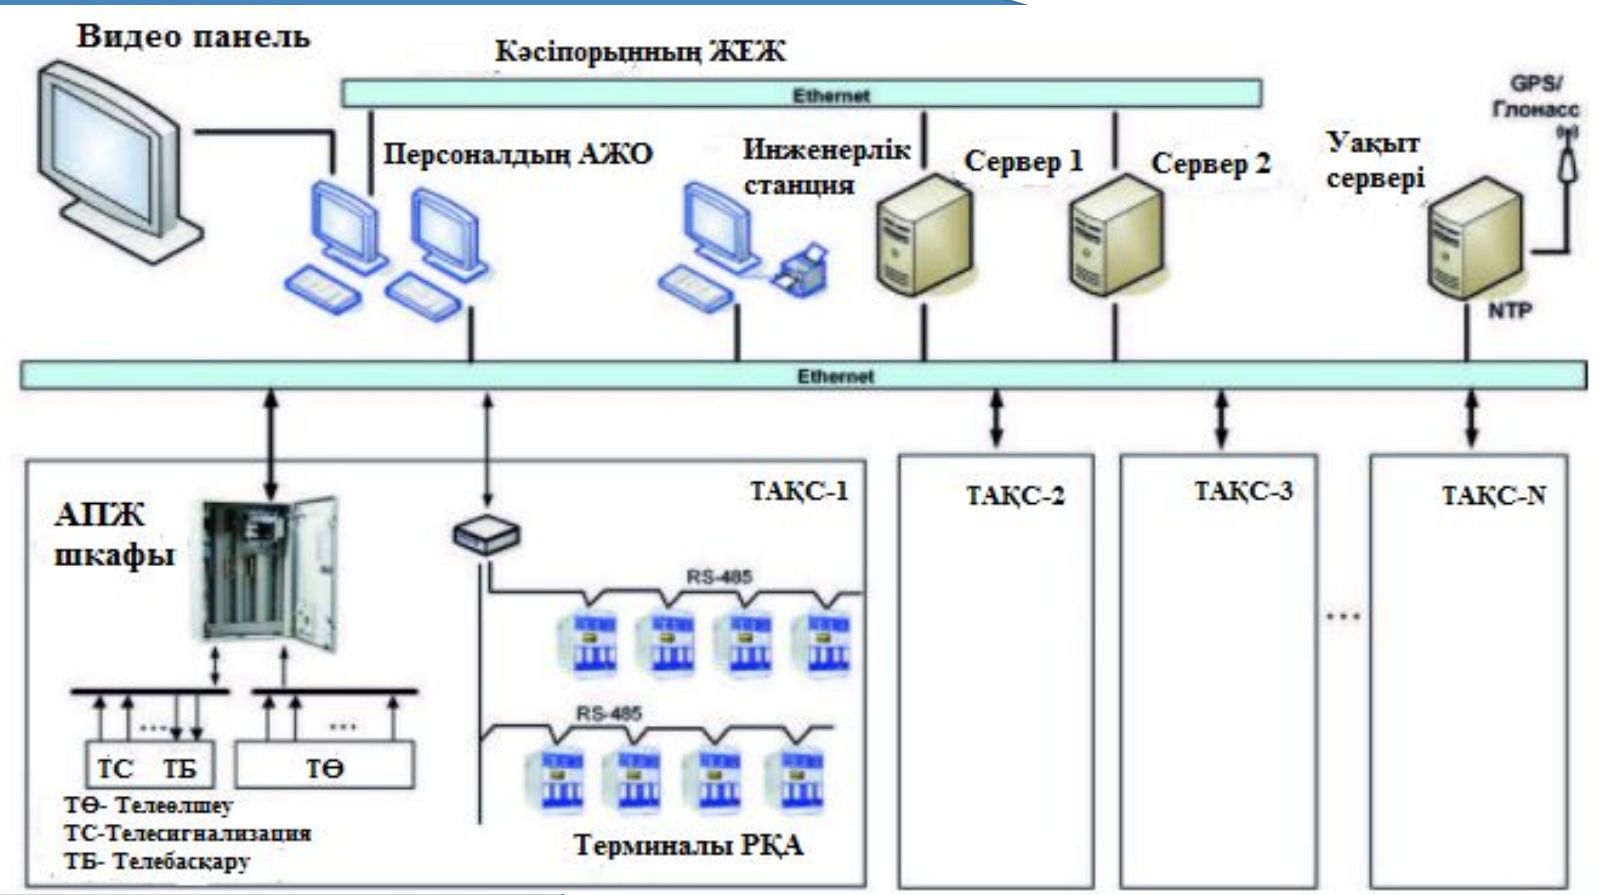 Видео панель
Кәсіпорынның ЖЕЖ
Ethernet
GPS/
Глонасс
Персоналдың АЖО
Инженерлік
станция
Сервер 1
Сервер 2
Уақыт
сервері
NTP
Ethernet
АПЖ
шкафы
ТАҚС-1
ТАҚС-2
ТАҚС-3
ТАҚС-N
RS-485
...
RS-485
...
...
ТС ТБ
ТӨ
ТӨ- Телеөлшеу
ТС-Телесигнализация
ТБ- Телебасқару
Терминалы РҚА